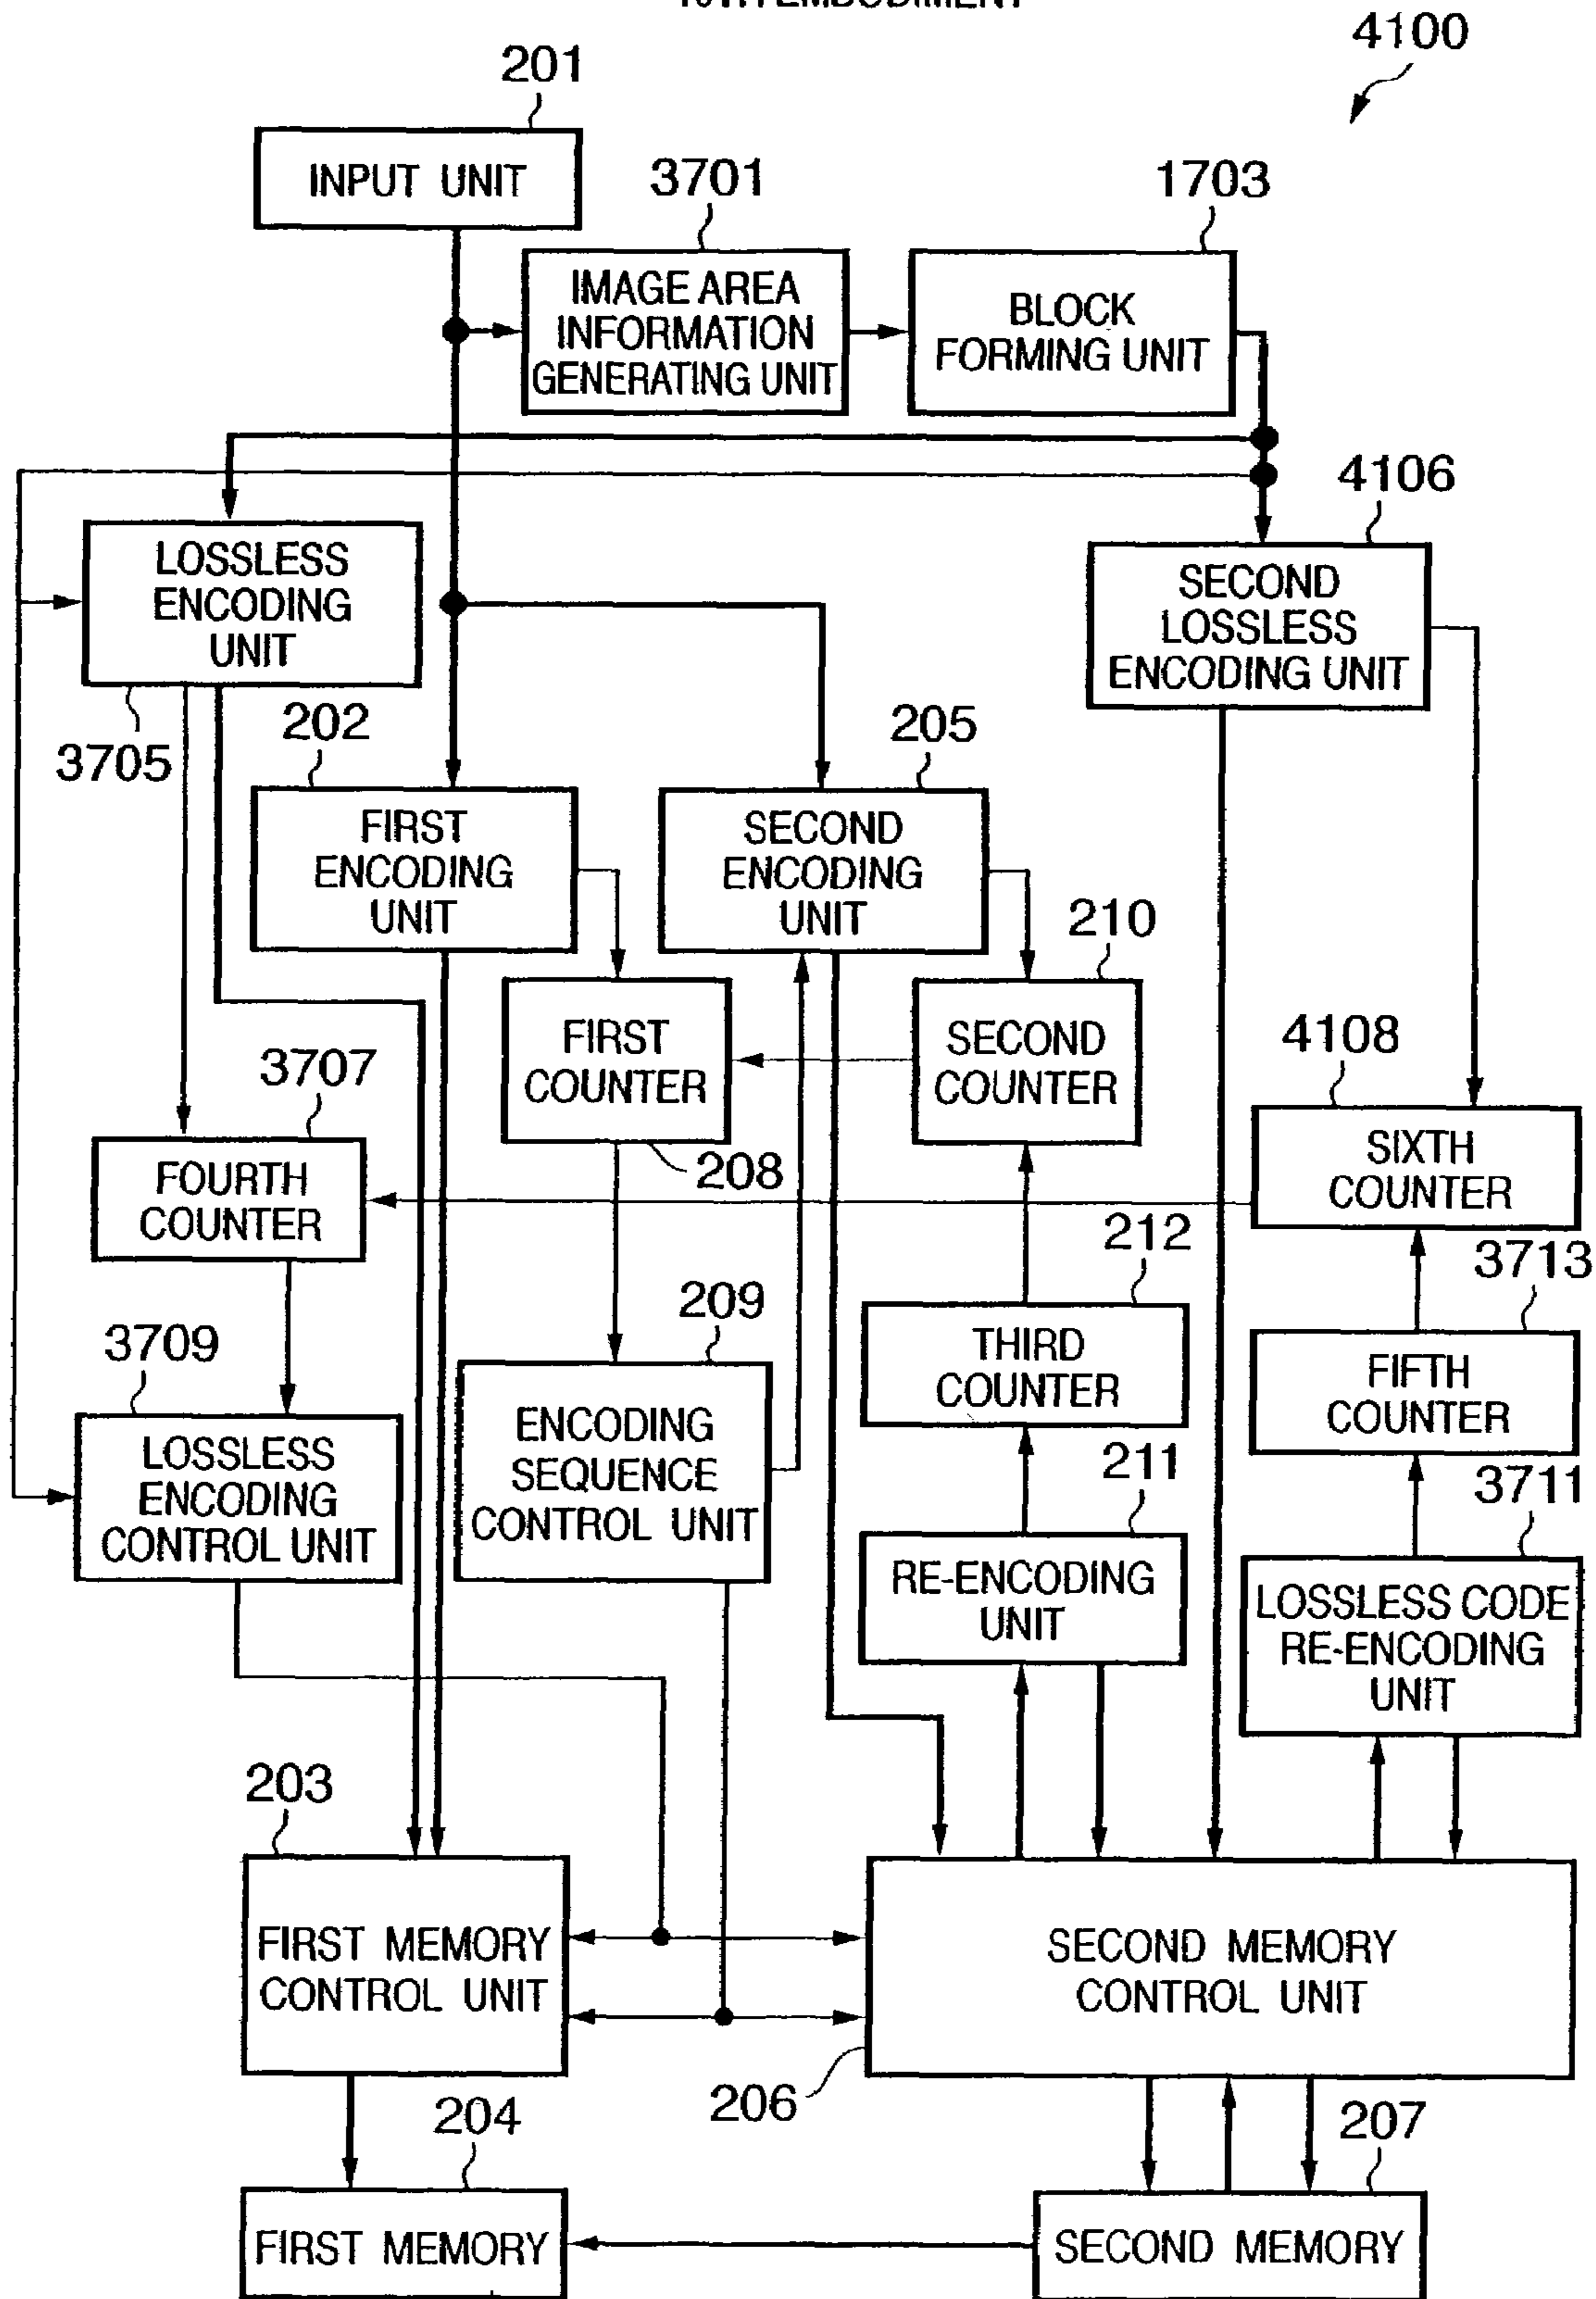 EMBODIMENT
4100
201
INPUT UNIT
3701
1703
IMAGE AREA
INFORMATION
GENERATING UNIT
BLOCK
FORMING UNIT
4106
LOSSLESS
ENCODING
UNIT
SECOND
LOSSLESS
ENCODING UNIT
3705
202
205
FIRST
ENCODING
UNIT
SECOND
ENCODING
UNIT
210
FIRST
COUNTER
SECOND
COUNTER
3707
4108
208
FOURTH
COUNTER
SIXTH
COUNTER
212
3713
209
3709
THIRD
COUNTER
FIFTH
COUNTER
ENCODING
SEQUENCE
CONTROL UNIT
LOSSLESS
ENCODING
CONTROL UNIT
211
3711
RE-ENCODING
UNIT
LOSSLESS CODE
RE-ENCODING
UNIT
203
FIRST MEMORY
CONTROL UNIT
SECOND MEMORY
CONTROL UNIT
206
204
207
FIRST MEMORY
SECOND MEMORY